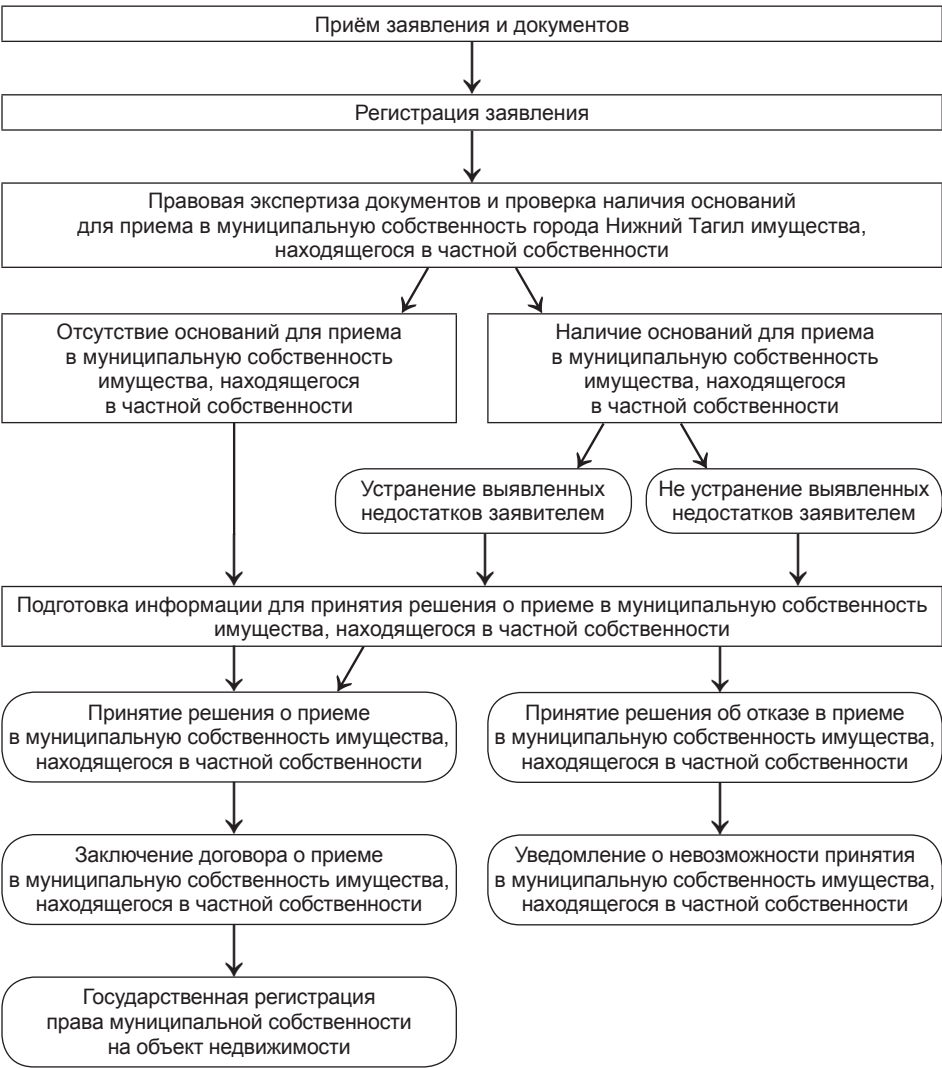 Приём заявления и документов
Регистрация заявления
Правовая экспертиза документов и проверка наличия оснований
для приема в муниципальную собственность города Нижний Тагил имущества,
находящегося в частной собственности
Отсутствие оснований для приема
в муниципальную собственность
имущества, находящегося
в частной собственности
Наличие оснований для приема
в муниципальную собственность
имущества, находящегося
в частной собственности
Устранение выявленных
недостатков заявителем
Не устранение выявленных
недостатков заявителем
Подготовка информации для принятия решения о приеме в муниципальную собственность
имущества, находящегося в частной собственности
Принятие решения о приеме
в муниципальную собственность имущества,
находящегося в частной собственности
Принятие решения об отказе в приеме
в муниципальную собственность имущества,
находящегося в частной собственности
Заключение договора о приеме
в муниципальную собственность имущества,
находящегося в частной собственности
Уведомление о невозможности принятия
в муниципальную собственность имущества,
находящегося в частной собственности
Государственная регистрация
права муниципальной собственности
на объект недвижимости